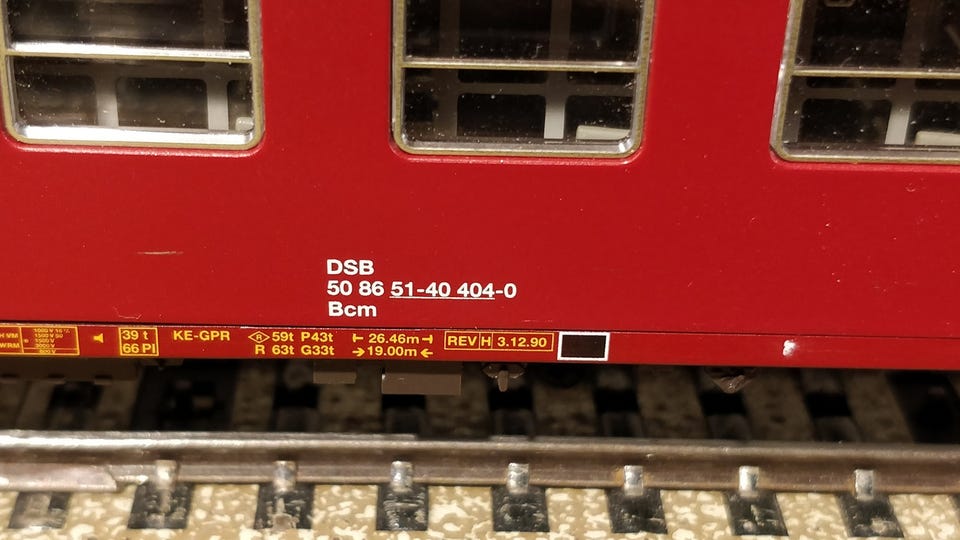 DSB
50 86 51-40 404-0
Bcm
39 t
66 Pl
KE-GPR
R 59t P43t
R 63t G33t
26.46m
→19.00m←
REV H 3.12.90